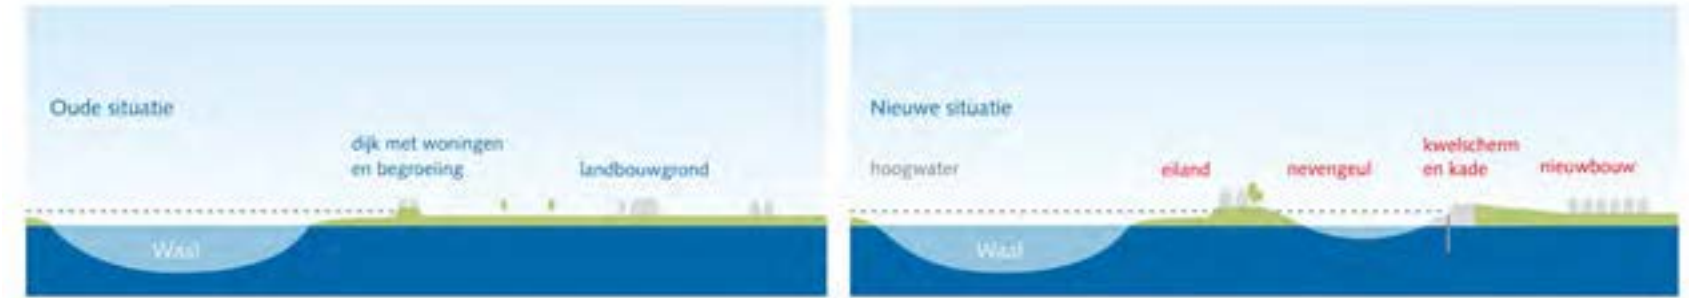 Oude situatie
dijk met woningen
en begroeiing
landbouwgrond
Waal
Nieuwe situatie
hoogwater
eiland
nevengeul
kwelscherm
en kade
nieuwbouw
Waal